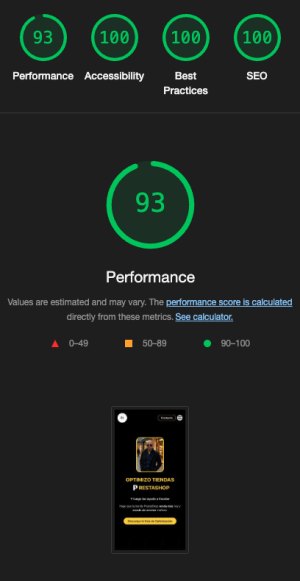 93
100
100
100
Performance
Accessibility
Best
Practices
SEO
93
Performance
Values are estimated and may vary. The performance score is calculated
directly from these metrics. See calculator.
0–49
50–89
90–100
OPTIMIZO TIENDAS
PRESTASHOP